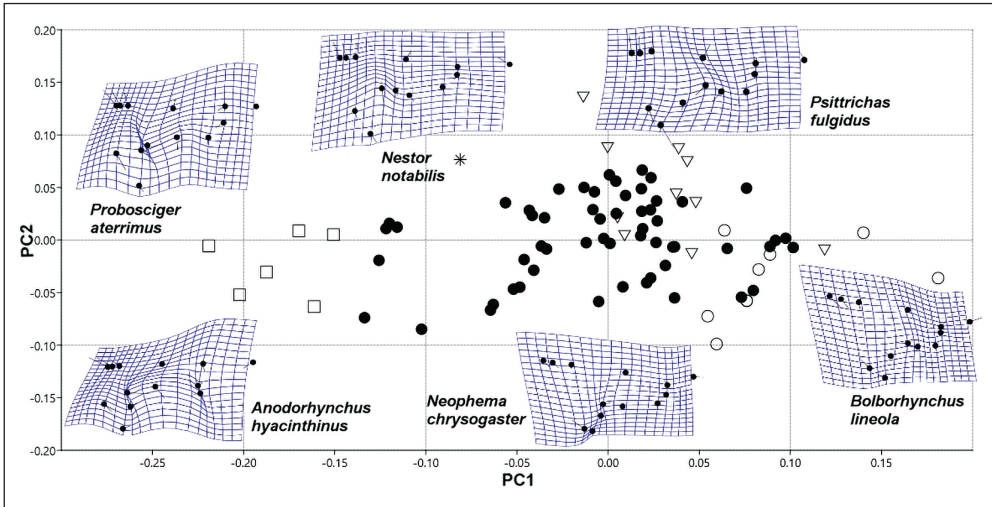 0.20
0.15
0.10
0.05
0.00
-0.05
-0.10
-0.15
0.20
PC2
Probosciger
aterrimus
Nestor
notabilis
Psittrichas
fulgidus
Anodorhynchus
hyacinthinus
Neophema
chrysogaster
Bolborhynchus
lineola
-0.25
-0.20
-0.15
-0.10
-0.05
0.00
0.05
0.10
0.15
PC1